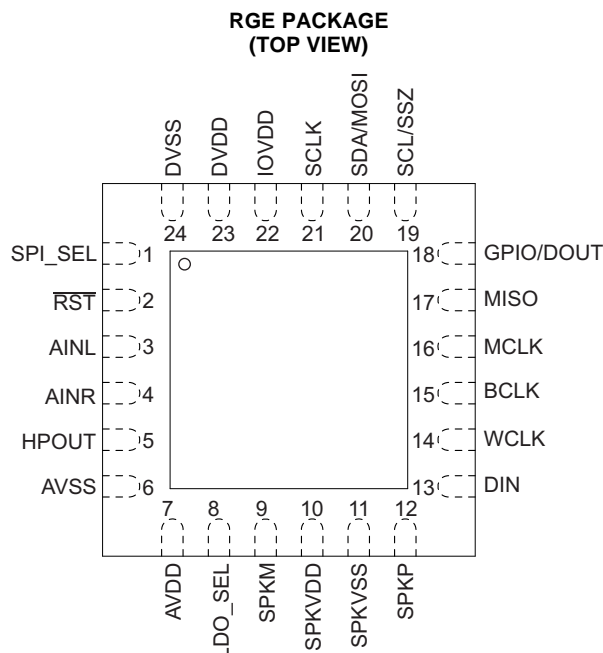 RGE PACKAGE
(TOP VIEW)
DVSS
DVDD
IOVDD
SCLK
SDA/MOSI
SCL/SSZ
24 23 22 21 20 19
SPI_SEL 1
RST 2
AINL 3
AINR 4
HPOUT 5
AVSS 6
18 GPIO/DOUT
17 MISO
16 MCLK
15 BCLK
14 WCLK
13 DIN
7 8 9 10 11 12
AVDD
LDO_SEL
SPKM
SPKVDD
SPKVSS
SPKP